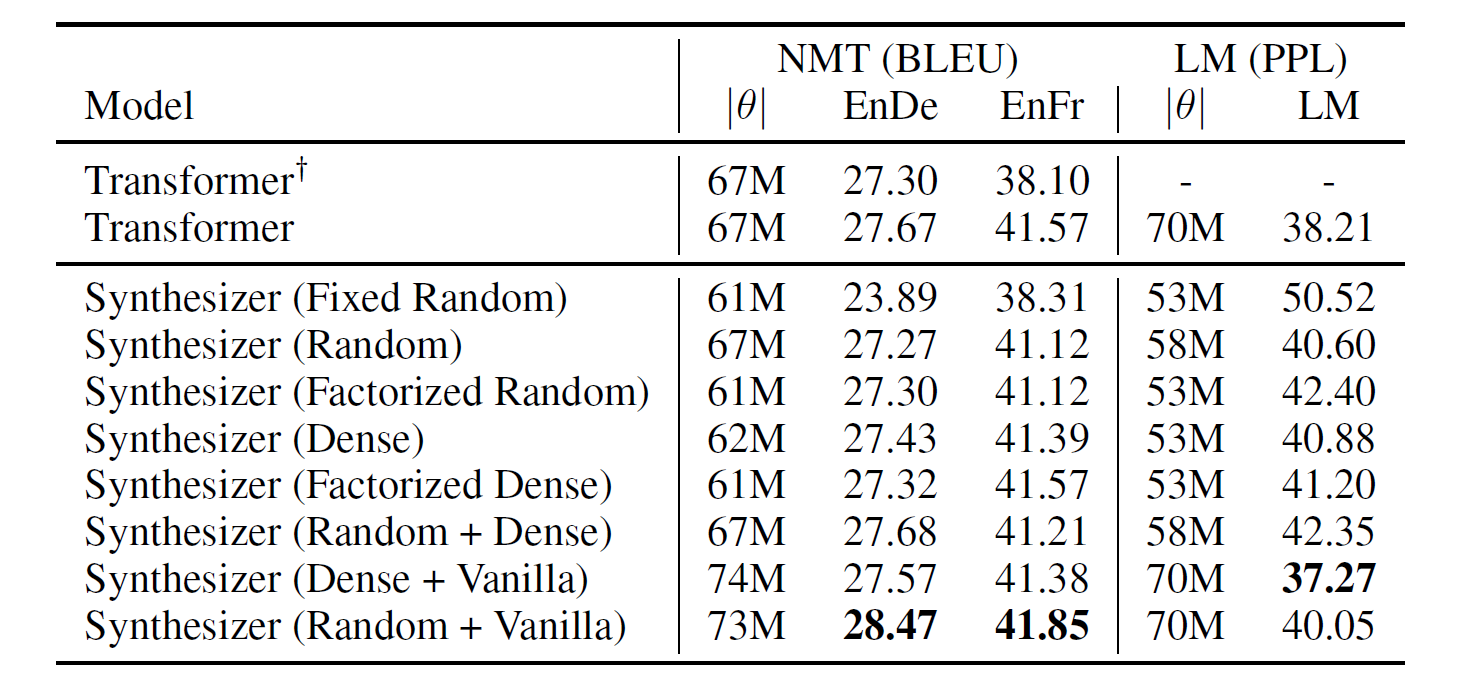 NMT (BLEU) LM (PPL)
Model |θ| EnDe EnFr |θ| LM
Transformer† 67M 27.30 38.10 - -
Transformer 67M 27.67 41.57 70M 38.21
Synthesizer (Fixed Random) 61M 23.89 38.31 53M 50.52
Synthesizer (Random) 67M 27.27 41.12 58M 40.60
Synthesizer (Factorized Random) 61M 27.30 41.12 53M 42.40
Synthesizer (Dense) 62M 27.43 41.39 53M 40.88
Synthesizer (Factorized Dense) 61M 27.32 41.57 53M 41.20
Synthesizer (Random + Dense) 67M 27.68 41.21 58M 42.35
Synthesizer (Dense + Vanilla) 74M 27.57 41.38 70M 37.27
Synthesizer (Random + Vanilla) 73M 28.47 41.85 70M 40.05